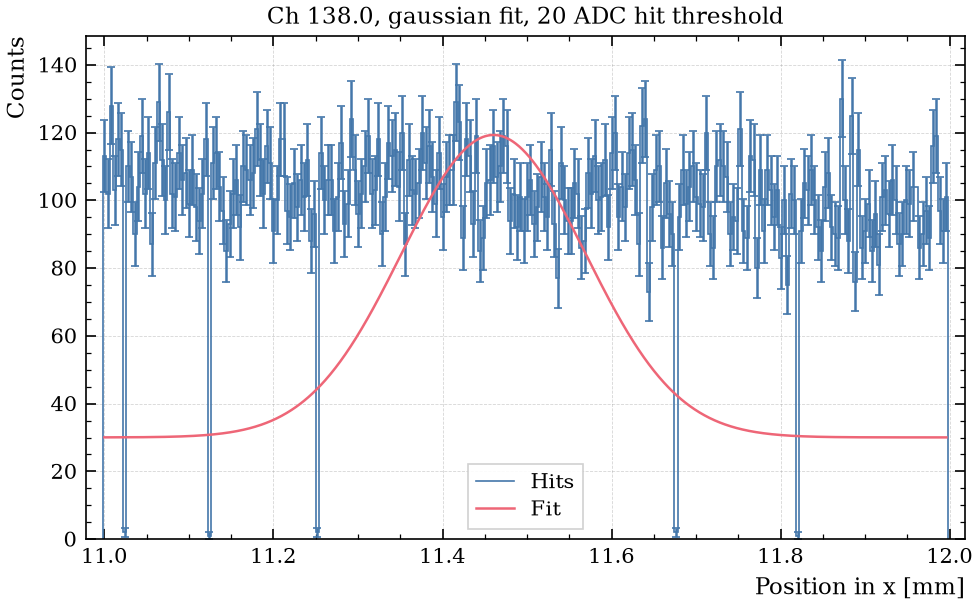 Ch 138.0, gaussian fit, 20 ADC hit threshold
Counts
140
120
100
80
60
40
20
0
11.0 11.2 11.4 11.6 11.8 12.0
Position in x [mm]
Hits
Fit